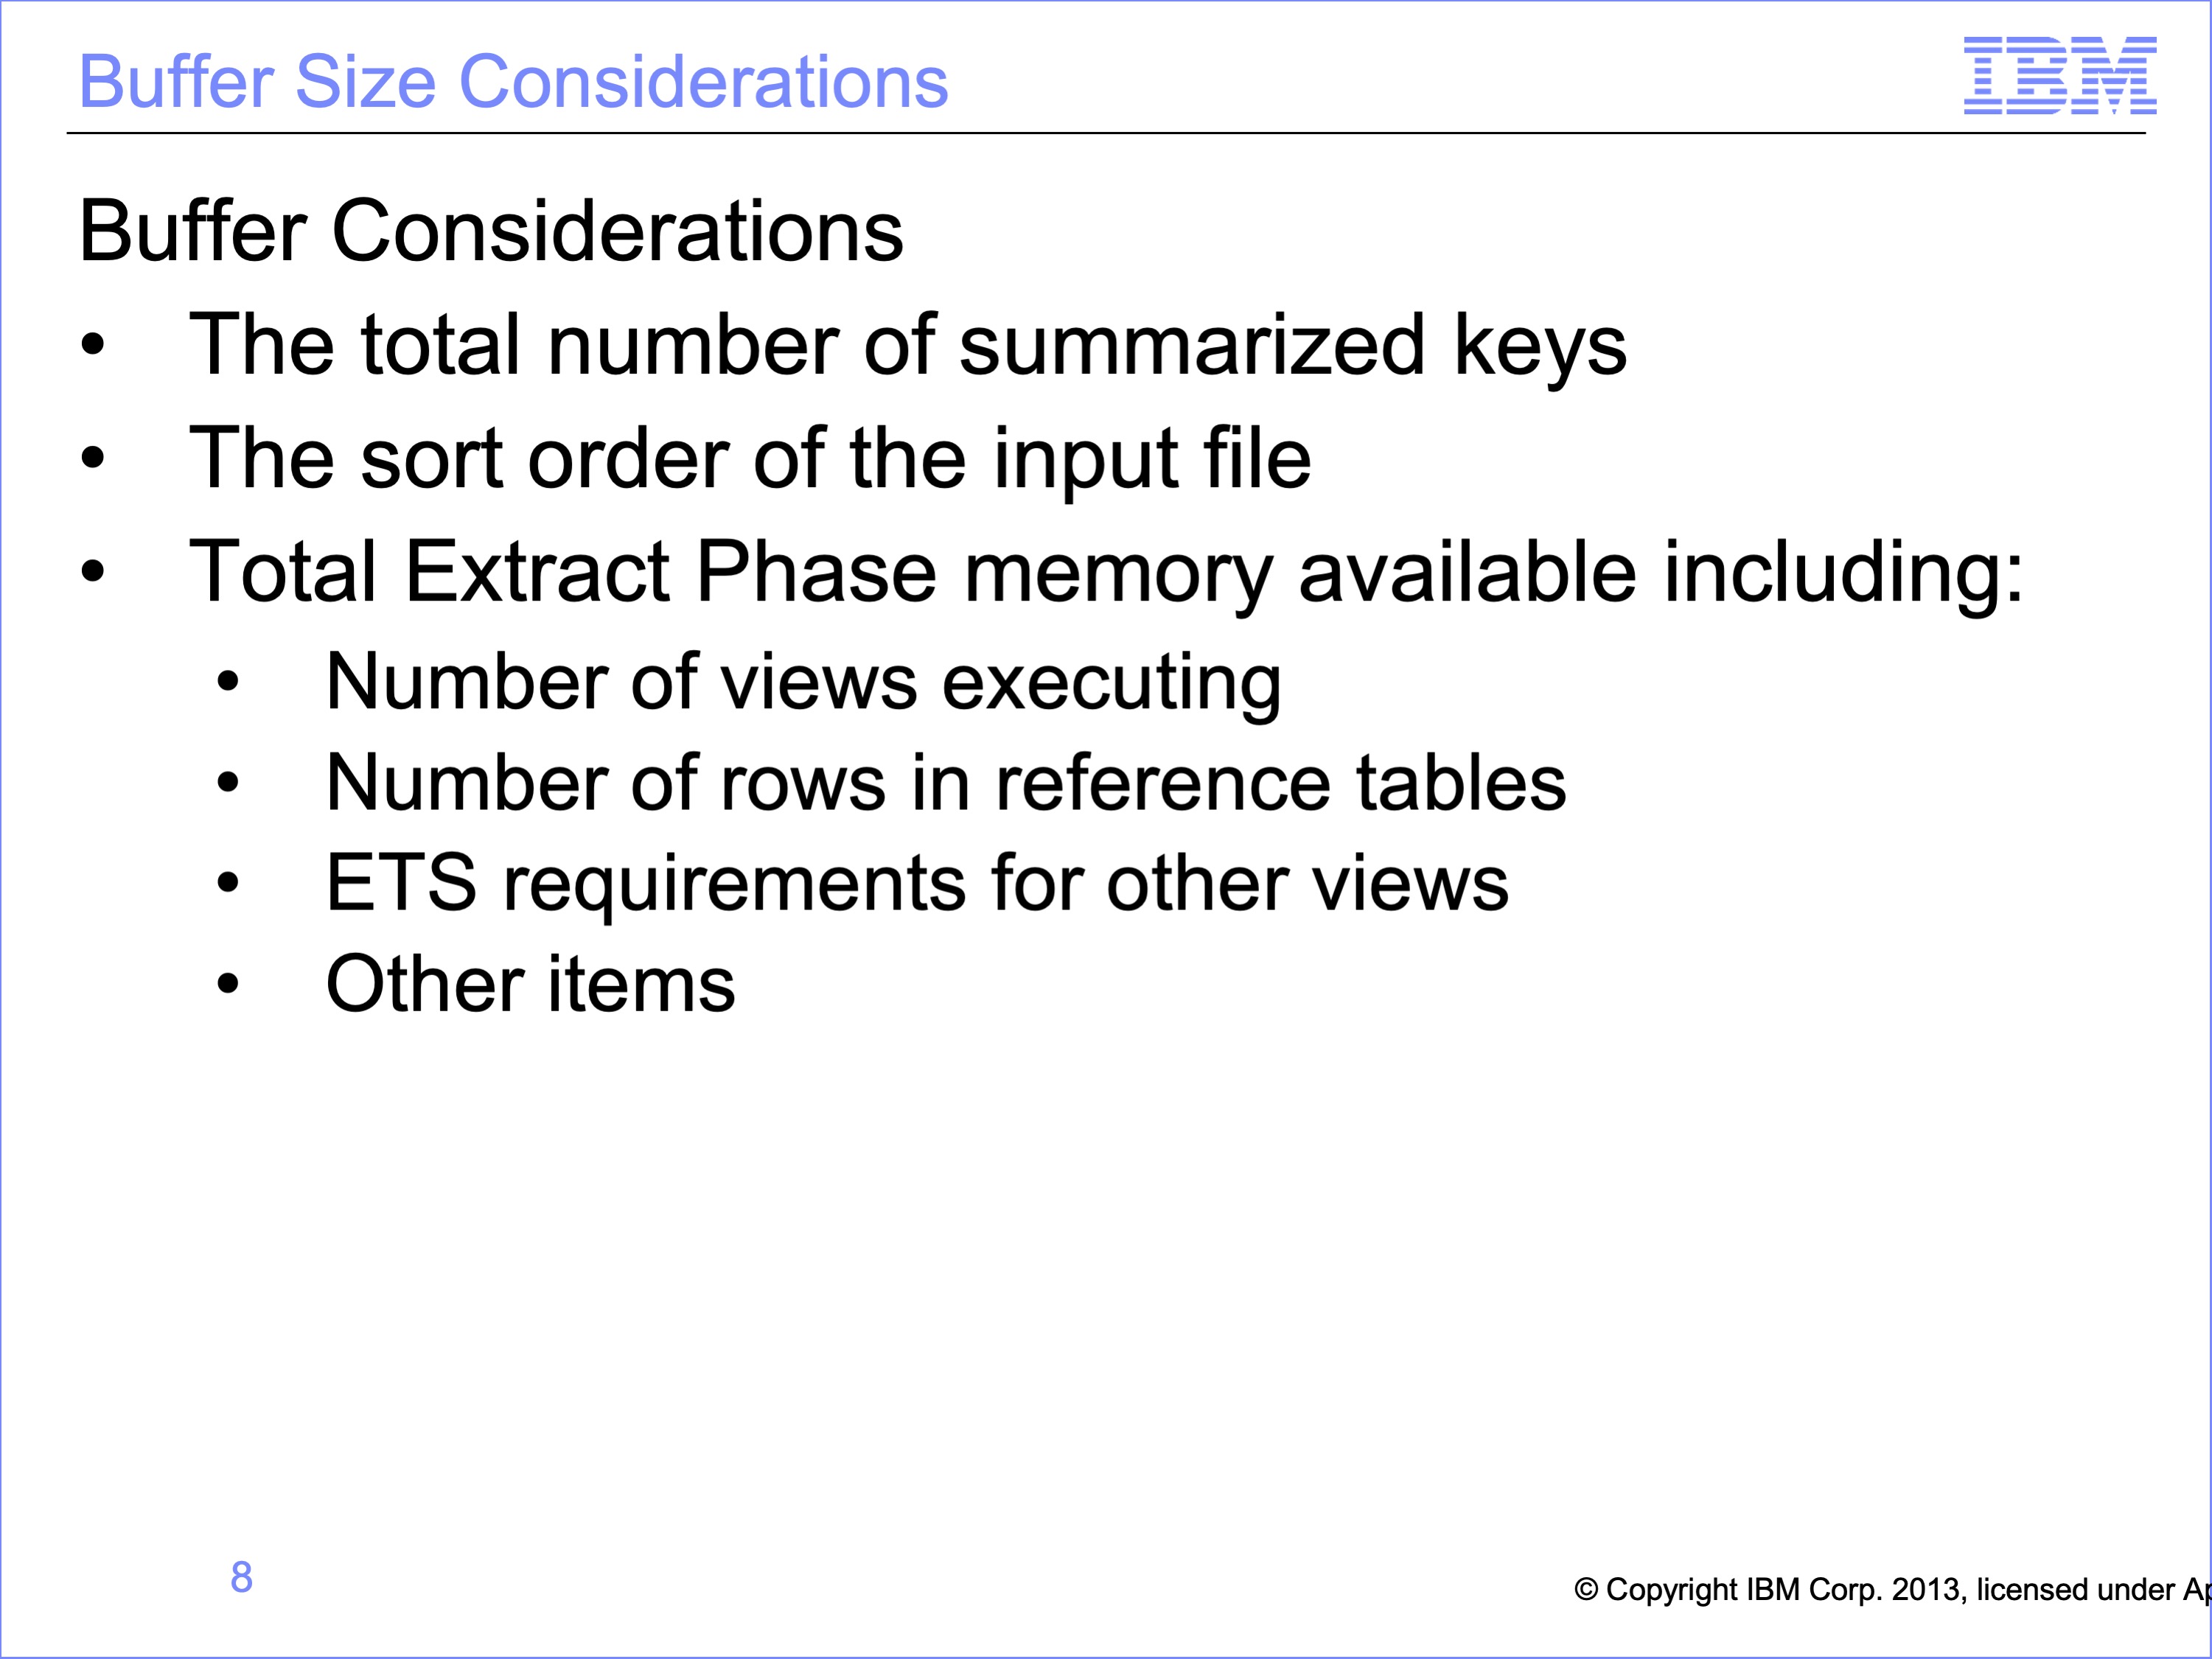 Buffer Size Considerations
IBM
Buffer Considerations
• The total number of summarized keys
• The sort order of the input file
• Total Extract Phase memory available including:
• Number of views executing
• Number of rows in reference tables
• ETS requirements for other views
• Other items
8
© Copyright IBM Corp. 2013, licensed under